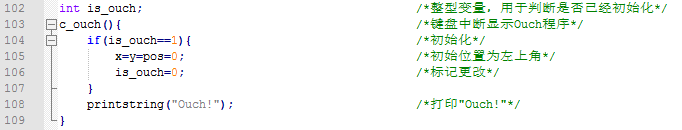 102 int is_ouch; /*整型变量，用于判断是否已经初始化*/
103 c_ouch(){ /*键盘中断显示Ouch程序*/
104 if(is_ouch==1){ /*初始化*/
105 x=y=pos=0; /*初始位置为左上角*/
106 is_ouch=0; /*标记更改*/
107 }
108 printstring("Ouch!"); /*打印"Ouch!"*/
109 }